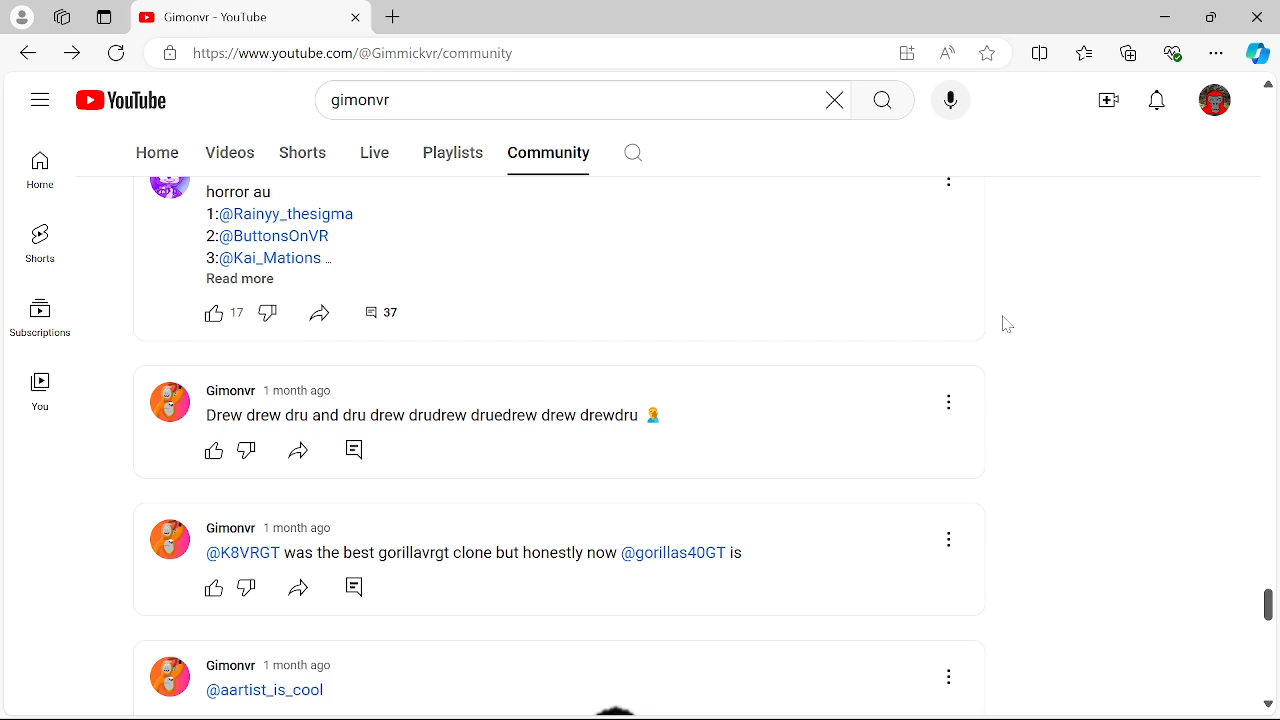 Gimonvr - YouTube
https://www.youtube.com/@Gimmickvr/community
YouTube
gimonvr
Home
Videos
Shorts
Live
Playlists
Community
Home
Shorts
Subscriptions
You
horror au
1:@Rainyy_thesigma
2:@ButtonsOnVR
3:@Kai_Mations ...
Read more
17
37
Gimonvr 1 month ago
Drew drew dru and dru drew drudrew druedrew drew drewdru 🤦
Gimonvr 1 month ago
@K8VRGT was the best gorillavrgt clone but honestly now @gorillas40GT is
Gimonvr 1 month ago
@aartist_is_cool